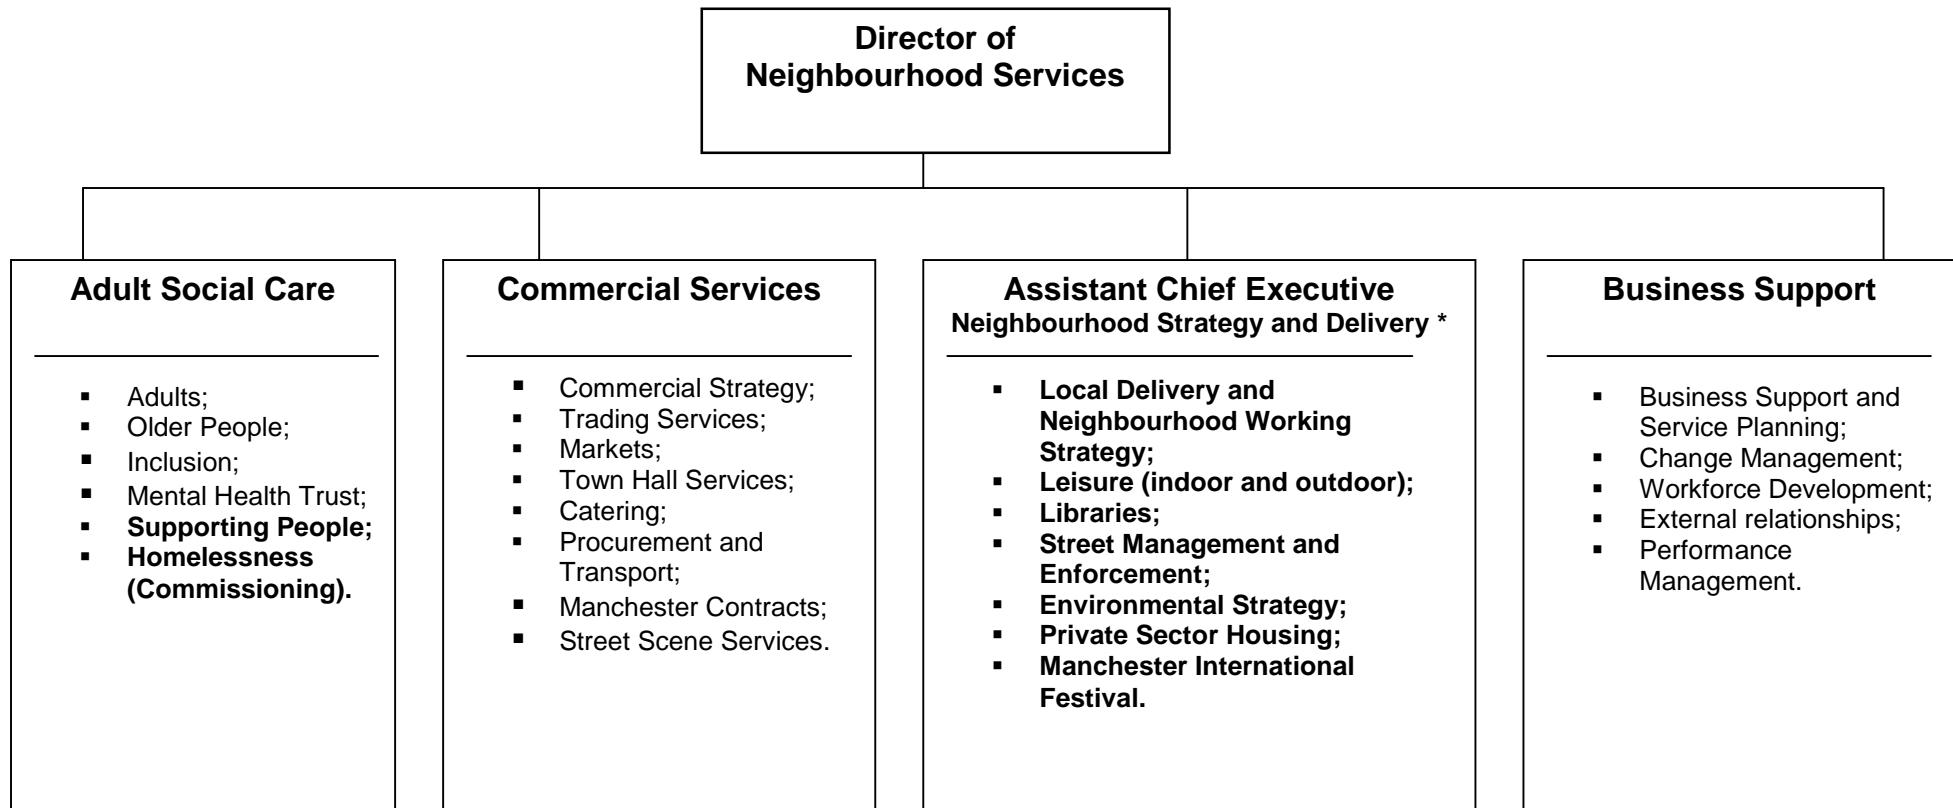 Director of
Neighbourhood Services
Adult Social Care
▪ Adults;
▪ Older People;
▪ Inclusion;
▪ Mental Health Trust;
▪ Supporting People;
▪ Homelessness
(Commissioning).
Commercial Services
▪ Commercial Strategy;
▪ Trading Services;
▪ Markets;
▪ Town Hall Services;
▪ Catering;
▪ Procurement and
Transport;
▪ Manchester Contracts;
▪ Street Scene Services.
Assistant Chief Executive
Neighbourhood Strategy and Delivery *
▪ Local Delivery and
Neighbourhood Working
Strategy;
▪ Leisure (indoor and outdoor);
▪ Libraries;
▪ Street Management and
Enforcement;
▪ Environmental Strategy;
▪ Private Sector Housing;
▪ Manchester International
Festival.
Business Support
▪ Business Support and
Service Planning;
▪ Change Management;
▪ Workforce Development;
▪ External relationships;
▪ Performance
Management.